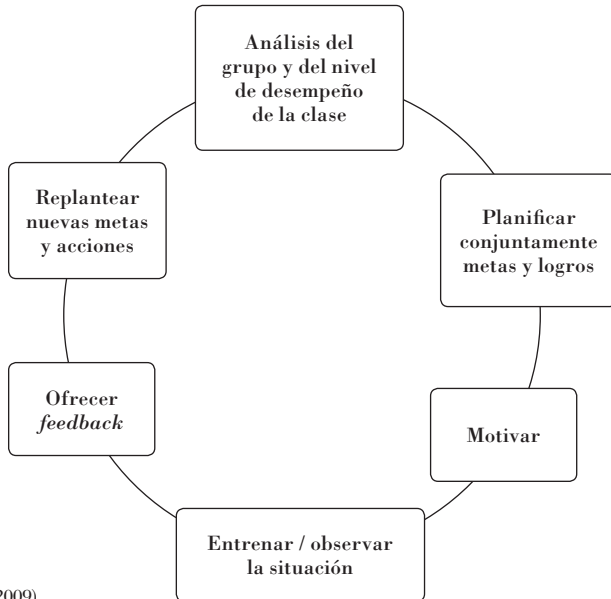 Análisis del
grupo y del nivel
de desempeño
de la clase
Planificar
conjuntamente
metas y logros
Motivar
Entrenar / observar
la situación
Ofrecer
feedback
Replantear
nuevas metas
y acciones
2009)